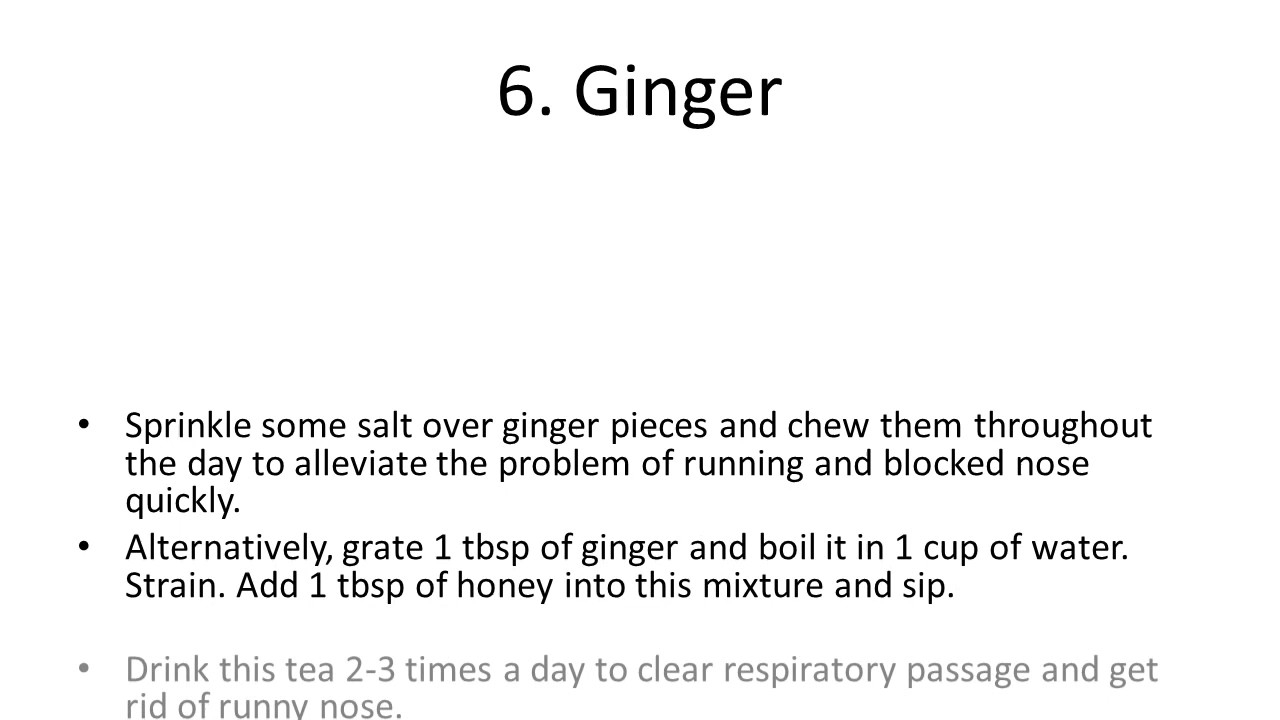 6. Ginger
• Sprinkle some salt over ginger pieces and chew them throughout
the day to alleviate the problem of running and blocked nose
quickly.
• Alternatively, grate 1 tbsp of ginger and boil it in 1 cup of water.
Strain. Add 1 tbsp of honey into this mixture and sip.
• Drink this tea 2-3 times a day to clear respiratory passage and get
rid of runny nose.